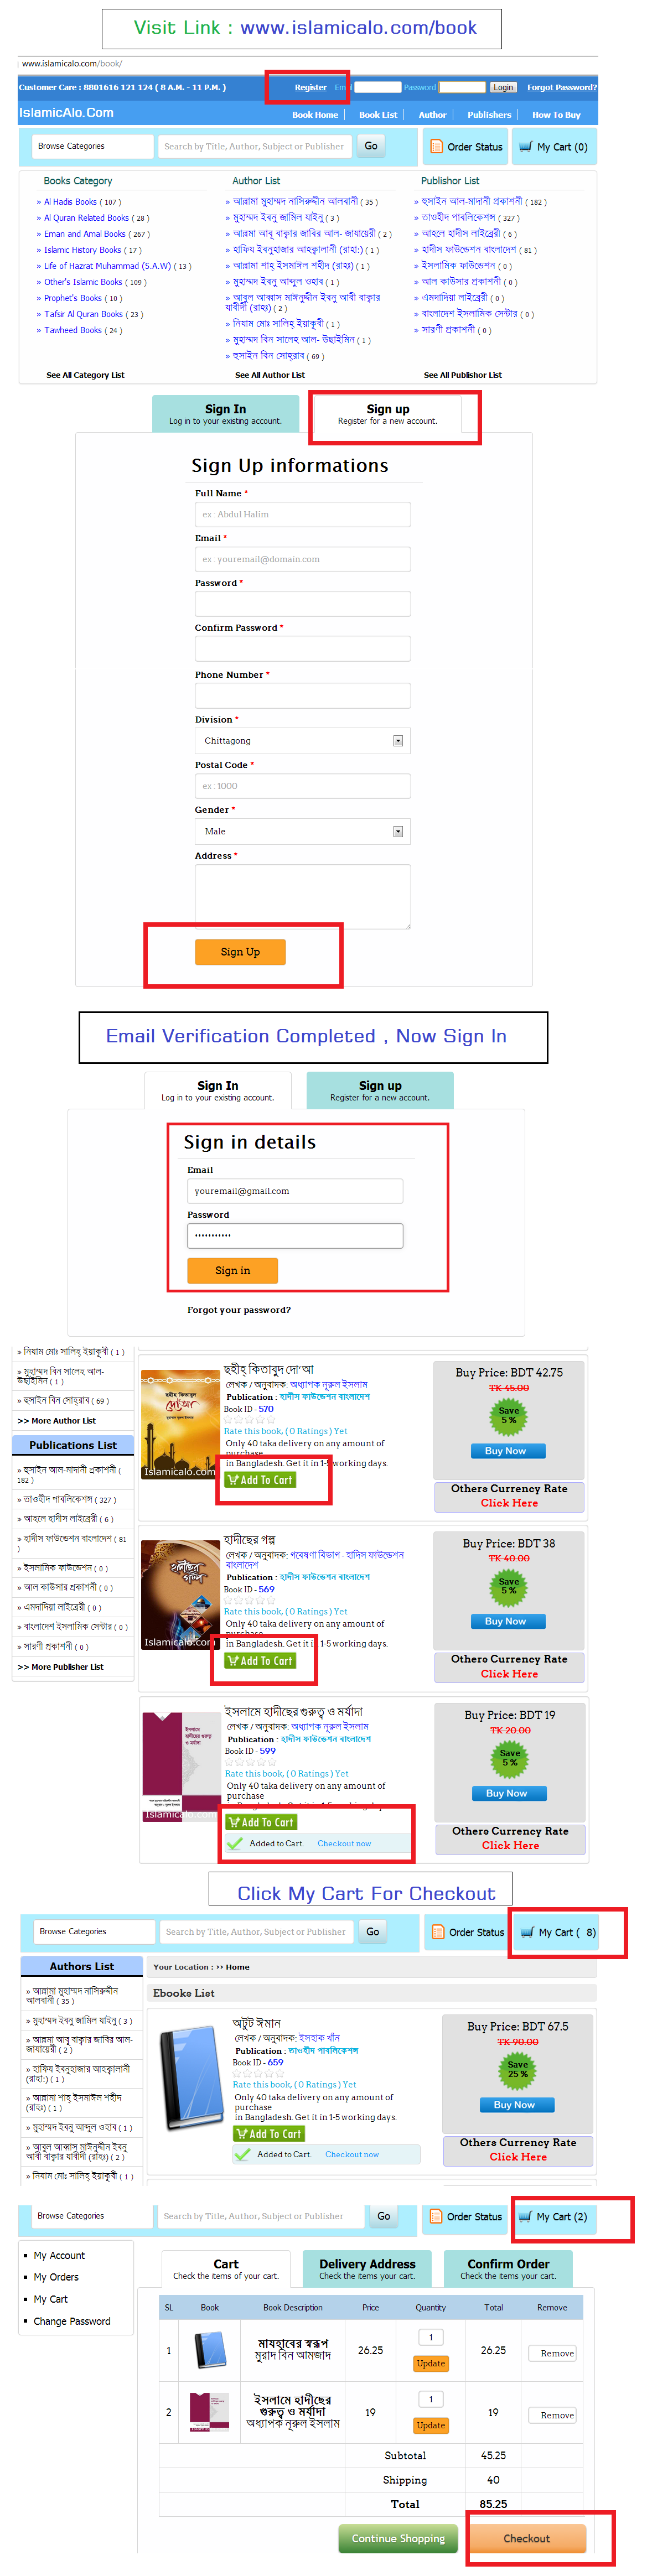 Visit Link : www.islamicalo.com/book
www.islamicalo.com/book/
Customer Care : 8801616 121 124 ( 8 A.M. - 11 P.M. ) Register Email Password Login Forgot Password?
IslamicAlo.Com Book Home Book List Author Publishers How To Buy
Browse Categories Search by Title, Author, Subject or Publisher Go Order Status My Cart (0)
Books Category
» Al Hadis Books ( 107 )
» Al Quran Related Books ( 28 )
» Eman and Amal Books ( 267 )
» Islamic History Books ( 17 )
» Life of Hazrat Muhammad (S.A.W) ( 13 )
» Other's Islamic Books ( 109 )
» Prophet's Books ( 10 )
» Tafsir Al Quran Books ( 23 )
» Tawheed Books ( 24 )
See All Category List
Author List
» আল্লামা মুহাম্মদ নাসিরুদ্দীন আলবানী ( 35 )
» মুহাম্মদ ইবনু জামিল যাইনু ( 3 )
» আল্লমা আবু বাক্বার জাবির আল- জাযায়েরী ( 2 )
» হাফিয ইবনুহাজার আহক্বালানী (রাহা:) ( 1 )
» আল্লামা শাহ্ ইসমাঈল শহীদ (রাহঃ) ( 1 )
» মুহাম্মদ ইবনু আব্দুল ওহাব ( 1 )
» আবুল আব্বাস মাঈনুদ্দীন ইবনু আবী বাক্বার
যাবীদী (রাহঃ) ( 2 )
» নিযাম মোঃ সালিহ্ ইয়াকূবী ( 1 )
» মুহাম্মদ বিন সালেহ আল- উছাইমিন ( 1 )
» হুসাইন বিন সোহ্‌রাব ( 69 )
See All Author List
Publishor List
» হুসাইন আল-মাদানী প্রকাশনী ( 182 )
» তাওহীদ পাবলিকেশন্স ( 327 )
» আহলে হাদীস লাইব্রেরী ( 6 )
» হাদীস ফাউন্ডেশন বাংলাদেশ ( 81 )
» ইসলামিক ফাউন্ডেশন ( 0 )
» আল কাউসার প্রকাশনী ( 0 )
» এমদাদিয়া লাইব্রেরী ( 0 )
» বাংলাদেশ ইসলামিক সেন্টার ( 0 )
» সারণী প্রকাশনী ( 0 )
See All Publishor List
Sign In
Log in to your existing account.
Sign up
Register for a new account.
Sign Up informations
Full Name *
ex : Abdul Halim
Email *
ex : youremail@domain.com
Password *
Confirm Password *
Phone Number *
Division *
Chittagong
Postal Code *
ex : 1000
Gender *
Male
Address *
Sign Up
Email Verification Completed , Now Sign In
Sign In
Log in to your existing account.
Sign up
Register for a new account.
Sign in details
Email
youremail@gmail.com
Password
Sign in
Forgot your password?
» নিযাম মোঃ সালিহ্ ইয়াকূবী ( 1 )
» মুহাম্মদ বিন সালেহ আল-
উছাইমিন ( 1 )
» হুসাইন বিন সোহ্‌রাব ( 69 )
>> More Author List
Publications List
» হুসাইন আল-মাদানী প্রকাশনী (
182 )
» তাওহীদ পাবলিকেশন্স ( 327 )
» আহলে হাদীস লাইব্রেরী ( 6 )
» হাদীস ফাউন্ডেশন বাংলাদেশ ( 81
)
» ইসলামিক ফাউন্ডেশন ( 0 )
» আল কাউসার প্রকাশনী ( 0 )
» এমদাদিয়া লাইব্রেরী ( 0 )
» বাংলাদেশ ইসলামিক সেন্টার ( 0 )
» সারণী প্রকাশনী ( 0 )
>> More Publisher List
Islamicalo.com
ছহীহ্ কিতাবুদ দো'আ
লেখক / অনুবাদক: অধ্যাপক নূরুল ইসলাম
Publication : হাদীস ফাউন্ডেশন বাংলাদেশ
Book ID - 570
Rate this book, ( 0 Ratings ) Yet
Only 40 taka delivery on any amount of
purchase
in Bangladesh. Get it in 1-5 working days.
Add To Cart
Buy Price: BDT 42.75
TK 45.00
Save
5 %
Buy Now
Others Currency Rate
Click Here
হাদীছের গল্প
Islamicalo.com
হাদীছের গল্প
লেখক / অনুবাদক: গবেষণা বিভাগ - হাদিস ফাউন্ডেশন
বাংলাদেশ
Publication : হাদীস ফাউন্ডেশন বাংলাদেশ
Book ID - 569
Rate this book, ( 0 Ratings ) Yet
Only 40 taka delivery on any amount of
purchase
in Bangladesh. Get it in 1-5 working days.
Add To Cart
Buy Price: BDT 38
TK 40.00
Save
5 %
Buy Now
Others Currency Rate
Click Here
Islamicalo.com
ইসলামে হাদীছের গুরুত্ব ও মর্যাদা
লেখক / অনুবাদক: অধ্যাপক নূরুল ইসলাম
Publication : হাদীস ফাউন্ডেশন বাংলাদেশ
Book ID - 599
Rate this book, ( 0 Ratings ) Yet
Only 40 taka delivery on any amount of
purchase
in Bangladesh. Get it in 1-5 working days
Add To Cart
Added to Cart. Checkout now
Buy Price: BDT 19
TK 20.00
Save
5 %
Buy Now
Others Currency Rate
Click Here
Click My Cart For Checkout
Browse Categories Search by Title, Author, Subject or Publisher Go Order Status My Cart ( 8)
Authors List
» আল্লামা মুহাম্মদ নাসিরুদ্দীন
আলবানী ( 35 )
» মুহাম্মদ ইবনু জামিল যাইনু ( 3 )
» আল্লমা আবু বাক্বার জাবির আল-
জাযায়েরী ( 2 )
» হাফিয ইবনুহাজার আহক্বালানী
(রাহা:) ( 1 )
» আল্লামা শাহ্ ইসমাঈল শহীদ
(রাহঃ) ( 1 )
» মুহাম্মদ ইবনু আব্দুল ওহাব ( 1 )
» আবুল আব্বাস মাঈনুদ্দীন ইবনু
আবী বাক্বার যাবীদী (রাহঃ) ( 2 )
» নিযাম মোঃ সালিহ্ ইয়াকূবী ( 1 )
Your Location : ›› Home
Ebooks List
অটুট ঈমান
লেখক / অনুবাদক: ইসহাক খাঁন
Publication : তাওহীদ পাবলিকেশন্স
Book ID - 659
Rate this book, ( 0 Ratings ) Yet
Only 40 taka delivery on any amount of
purchase
in Bangladesh. Get it in 1-5 working days.
Add To Cart
Added to Cart. Checkout now
Buy Price: BDT 67.5
TK 90.00
Save
25 %
Buy Now
Others Currency Rate
Click Here
Browse Categories Search by Title, Author, Subject or Publisher Go Order Status My Cart (2)
My Account
My Orders
My Cart
Change Password
Cart
Check the items of your cart.
Delivery Address
Check the items your cart.
Confirm Order
Check the items your cart.
SL Book Book Description Price Quantity Total Remove
1 মাযহাবের স্বরূপ
মুরাদ বিন আমজাদ 26.25 1 Update 26.25 Remove
2 ইসলামে হাদীছের
গুরুত্ব ও মর্যাদা
অধ্যাপক নূরুল ইসলাম 19 1 Update 19 Remove
Subtotal 45.25
Shipping 40
Total 85.25
Continue Shopping Checkout